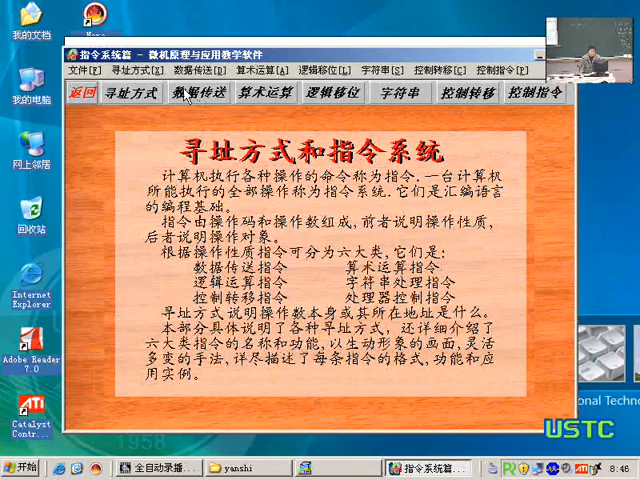 我的文档
Nero
我的电脑
网上邻居
回收站
Internet
Explorer
Adobe Reader
7.0
Catalyst
Contr...
指令系统篇 - 微机原理与应用教学软件
文件[F] 寻址方式[X] 数据传送[D] 算术运算[A] 逻辑移位[L] 字符串[S] 控制转移[C] 控制指令[P]
返回 寻址方式 数据传送 算术运算 逻辑移位 字符串 控制转移 控制指令
寻址方式和指令系统
计算机执行各种操作的命令称为指令.一台计算机
所能执行的全部操作称为指令系统.它们是汇编语言
的编程基础。
指令由操作码和操作数组成,前者说明操作性质,
后者说明操作对象。
根据操作性质指令可分为六大类,它们是:
数据传送指令 算术运算指令
逻辑运算指令 字符串处理指令
控制转移指令 处理器控制指令
寻址方式说明操作数本身或其所在地址是什么。
本部分具体说明了各种寻址方式, 还详细介绍了
六大类指令的名称和功能, 以生动形象的画面, 灵活
多变的手法, 详尽描述了每条指令的格式, 功能和应
用实例。
onal Techno
USTC
1958
开始 全自动录播... yanshi 指令系统篇... 8:46